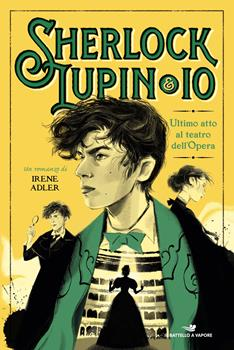 SHERLOCK
LUPIN & IO
Ultimo atto
al teatro
dell'Opera
Un romanzo di
IRENE
ADLER
IL BATTELLO A VAPORE